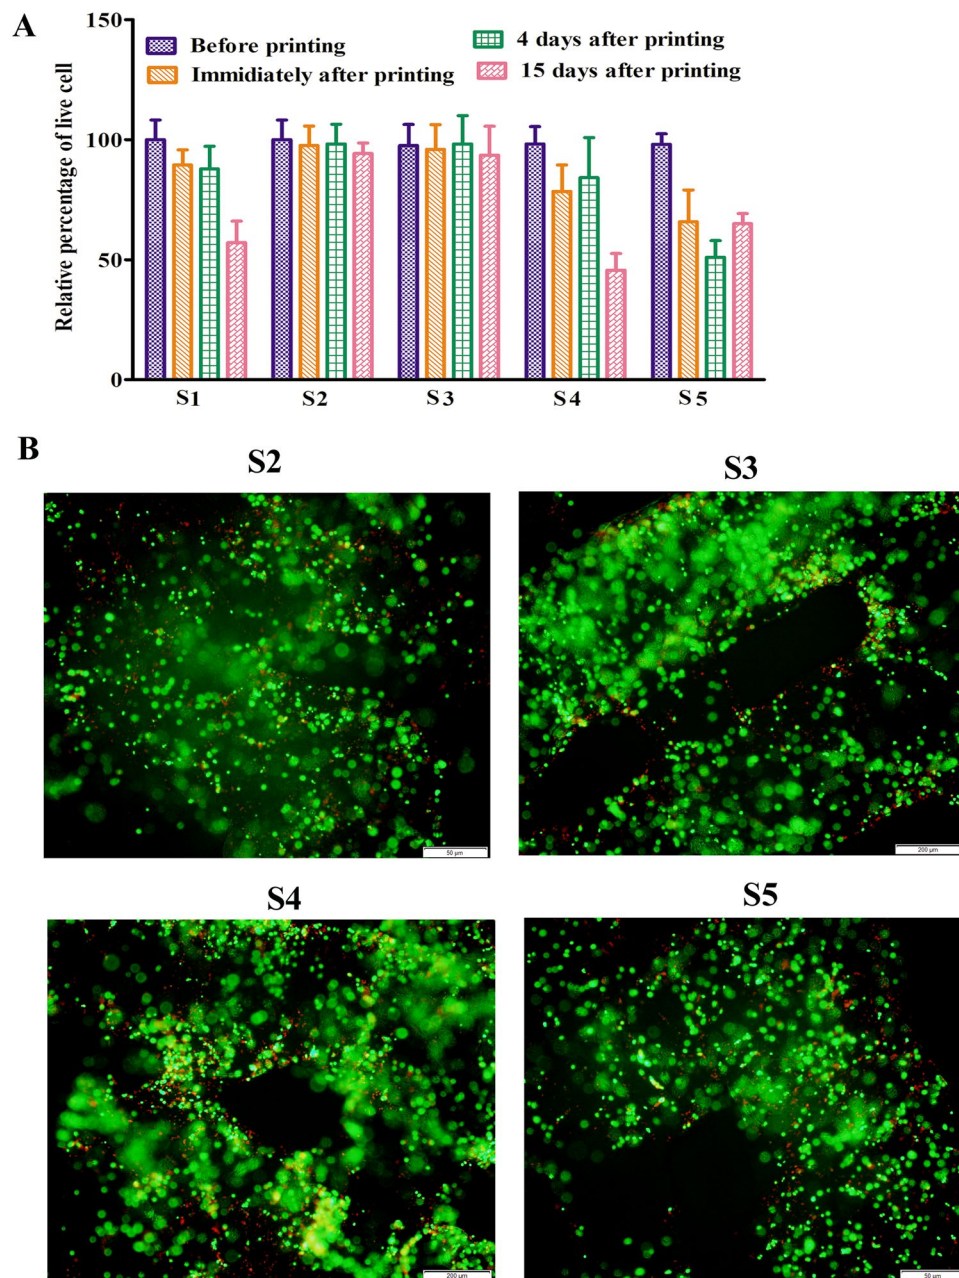 A
150
Before printing
4 days after printing
Immidiately after printing
15 days after printing
Relative percentage of live cell
100
50
0
S1 S2 S3 S4 S5
B
S2
S3
50 µm
200 µm
S4
S5
200 µm
50 µm